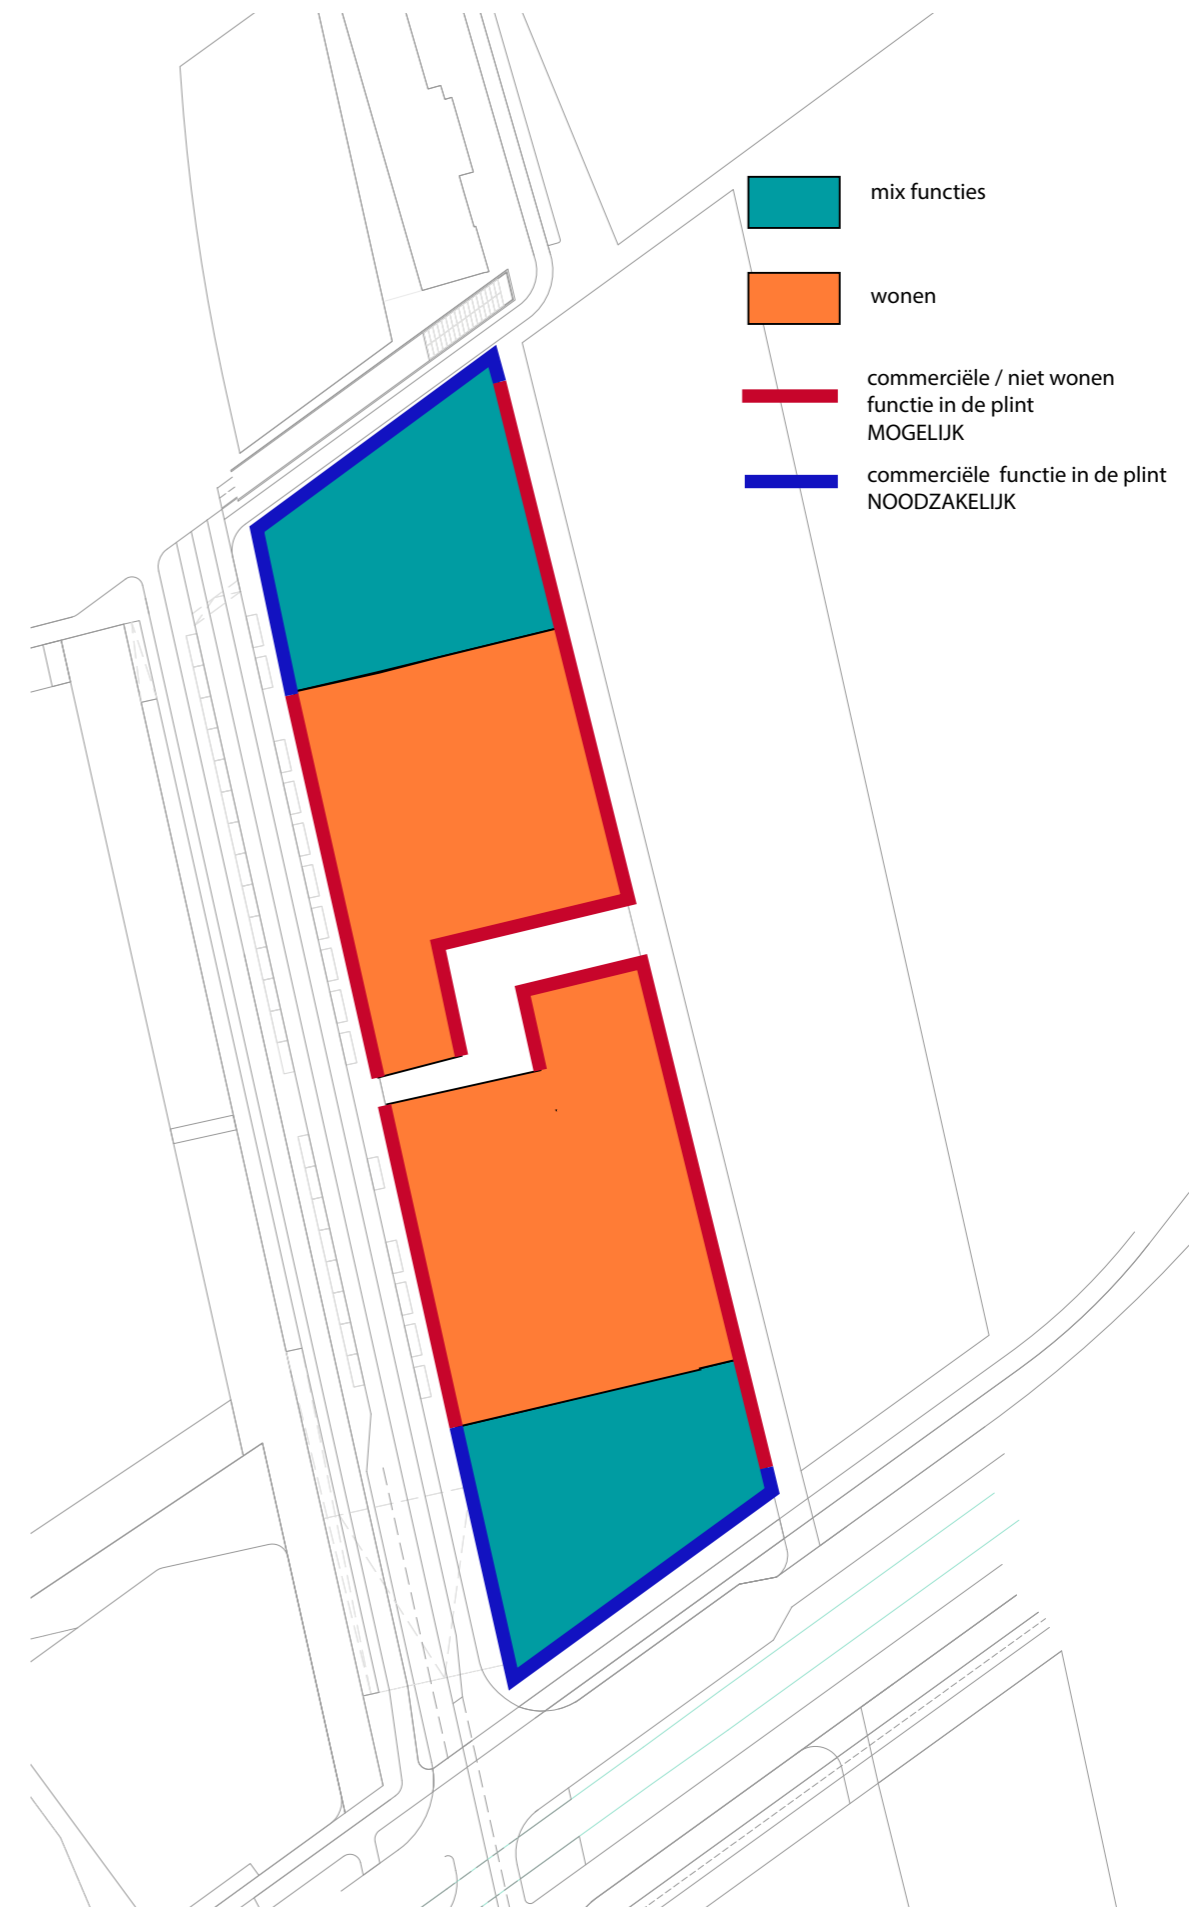 mix functies
wonen
commerciële / niet wonen
functie in de plint
MOGELIJK
commerciële functie in de plint
NOODZAKELIJK